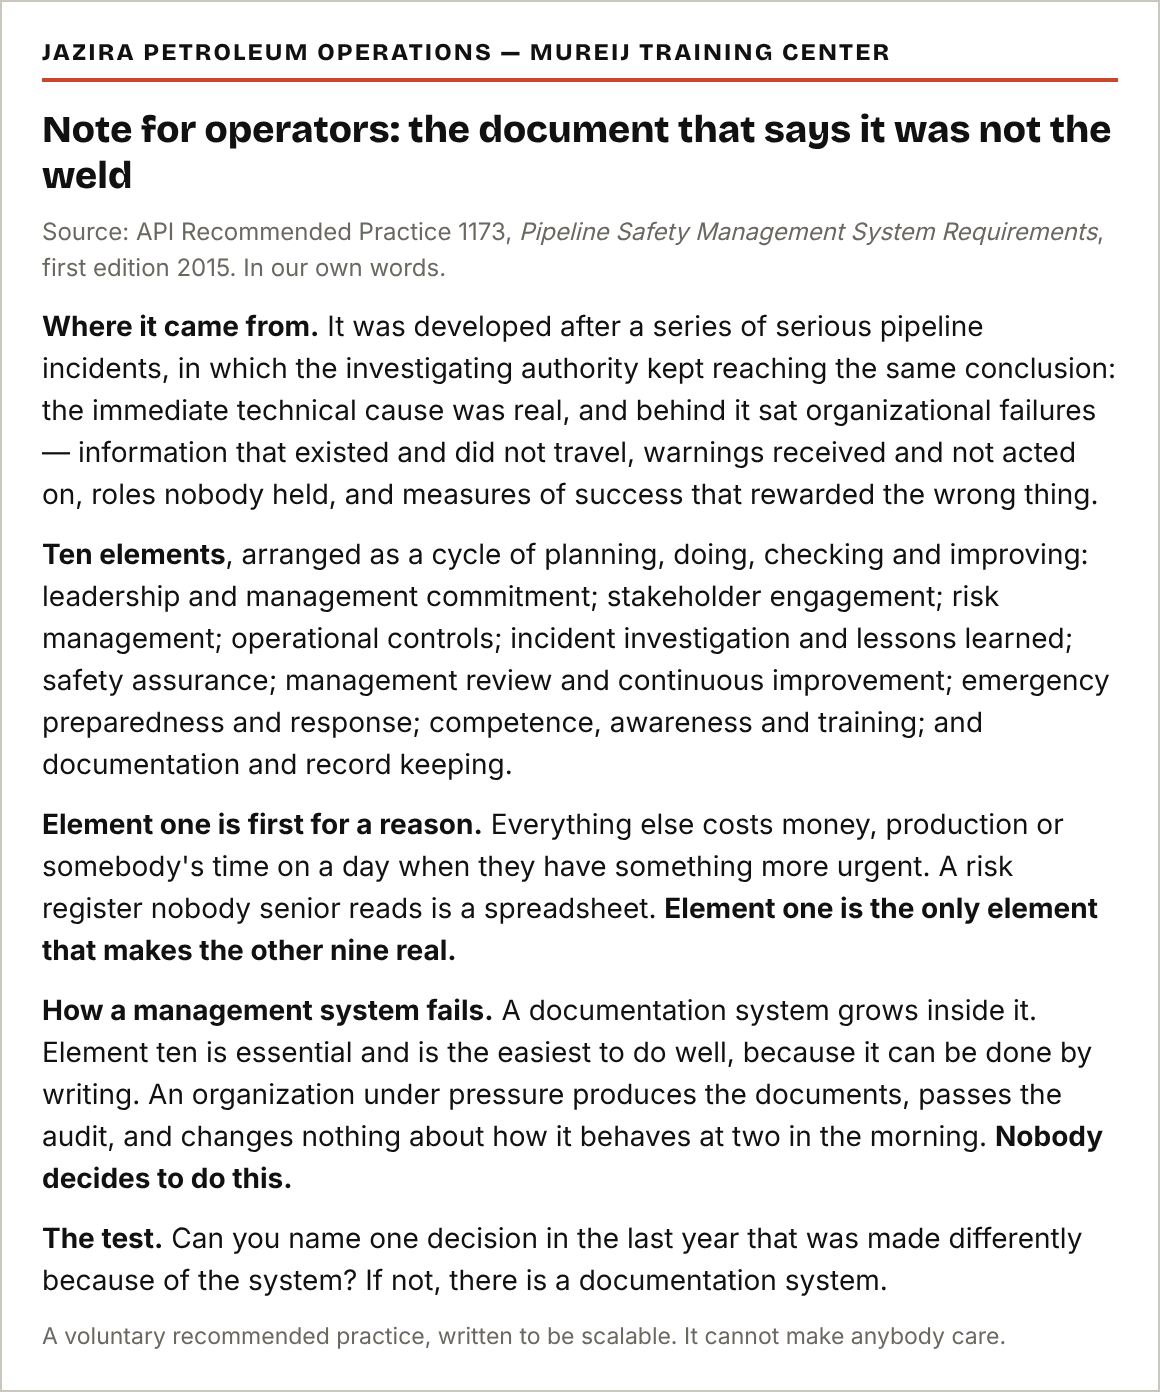 JAZIRA PETROLEUM OPERATIONS — MUREIJ TRAINING CENTER
Note for operators: the document that says it was not the
weld
Source: API Recommended Practice 1173, Pipeline Safety Management System Requirements,
first edition 2015. In our own words.
Where it came from. It was developed after a series of serious pipeline
incidents, in which the investigating authority kept reaching the same conclusion:
the immediate technical cause was real, and behind it sat organizational failures
— information that existed and did not travel, warnings received and not acted
on, roles nobody held, and measures of success that rewarded the wrong thing.
Ten elements, arranged as a cycle of planning, doing, checking and improving:
leadership and management commitment; stakeholder engagement; risk
management; operational controls; incident investigation and lessons learned;
safety assurance; management review and continuous improvement; emergency
preparedness and response; competence, awareness and training; and
documentation and record keeping.
Element one is first for a reason. Everything else costs money, production or
somebody's time on a day when they have something more urgent. A risk
register nobody senior reads is a spreadsheet. Element one is the only element
that makes the other nine real.
How a management system fails. A documentation system grows inside it.
Element ten is essential and is the easiest to do well, because it can be done by
writing. An organization under pressure produces the documents, passes the
audit, and changes nothing about how it behaves at two in the morning. Nobody
decides to do this.
The test. Can you name one decision in the last year that was made differently
because of the system? If not, there is a documentation system.
A voluntary recommended practice, written to be scalable. It cannot make anybody care.